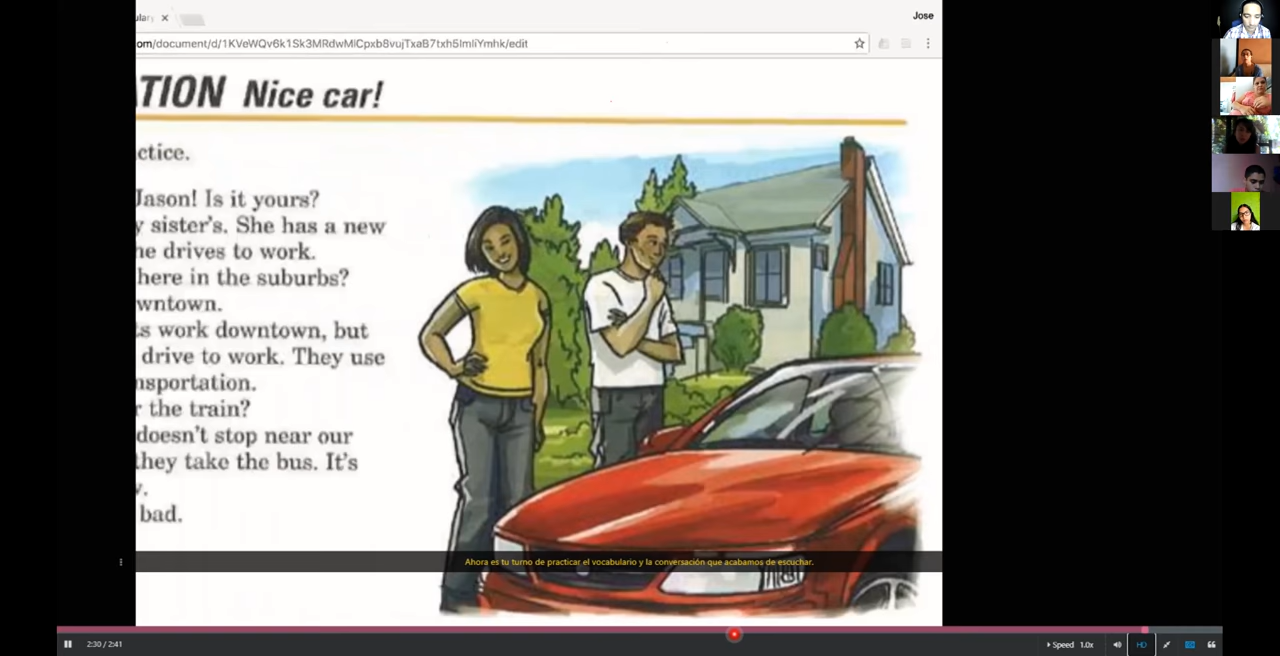 Jose
om/document/d/1KVeWQv6k1Sk3MRdwMlCpxb8vujTxaB7txh5ImliYmhk/edit
TION Nice car!
ctice.
Jason! Is it yours?
y sister's. She has a new
he drives to work.
here in the suburbs?
wntown.
ts work downtown, but
drive to work. They use
nsportation.
r the train?
doesn't stop near our
they take the bus. It's
y.
bad.
Ahora es tu turno de practicar el vocabulario y la conversación que acabamos de escuchar.
2:30 / 2:41
Speed 1.0x
HD